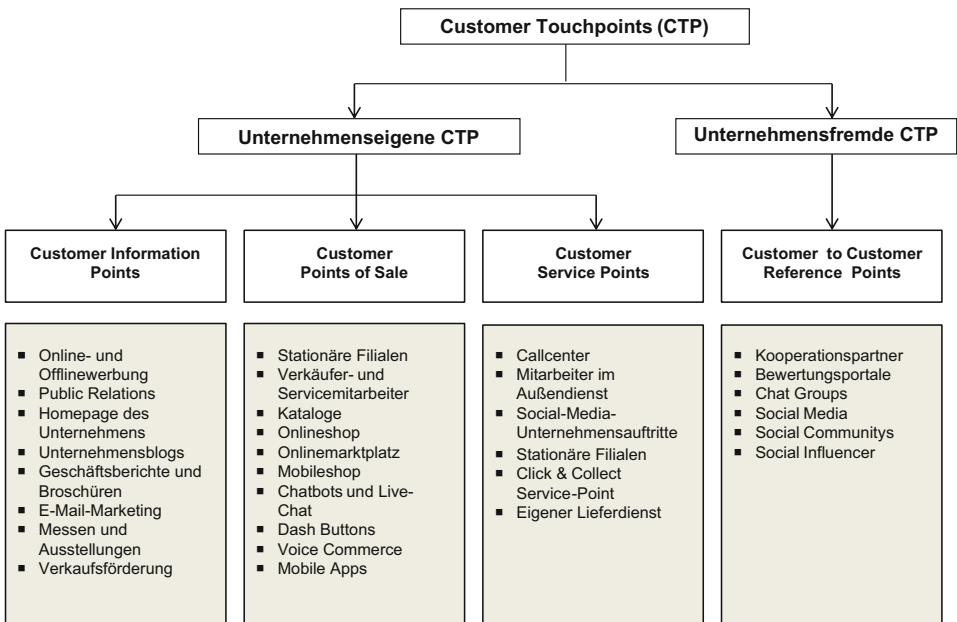 Customer Touchpoints (CTP)
Unternehmenseigene CTP
Unternehmensfremde CTP
Customer Information
Points
Customer
Points of Sale
Customer
Service Points
Customer to Customer
Reference Points
▪ Online- und
Offlinewerbung
▪ Public Relations
▪ Homepage des
Unternehmens
▪ Unternehmensblogs
▪ Geschäftsberichte und
Broschüren
▪ E-Mail-Marketing
▪ Messen und
Ausstellungen
▪ Verkaufsförderung
▪ Stationäre Filialen
▪ Verkäufer- und
Servicemitarbeiter
▪ Kataloge
▪ Onlineshop
▪ Onlinemarktplatz
▪ Mobileshop
▪ Chatbots und Live-
Chat
▪ Dash Buttons
▪ Voice Commerce
▪ Mobile Apps
▪ Callcenter
▪ Mitarbeiter im
Außendienst
▪ Social-Media-
Unternehmensauftritte
▪ Stationäre Filialen
▪ Click & Collect
Service-Point
▪ Eigener Lieferdienst
▪ Kooperationspartner
▪ Bewertungsportale
▪ Chat Groups
▪ Social Media
▪ Social Communitys
▪ Social Influencer